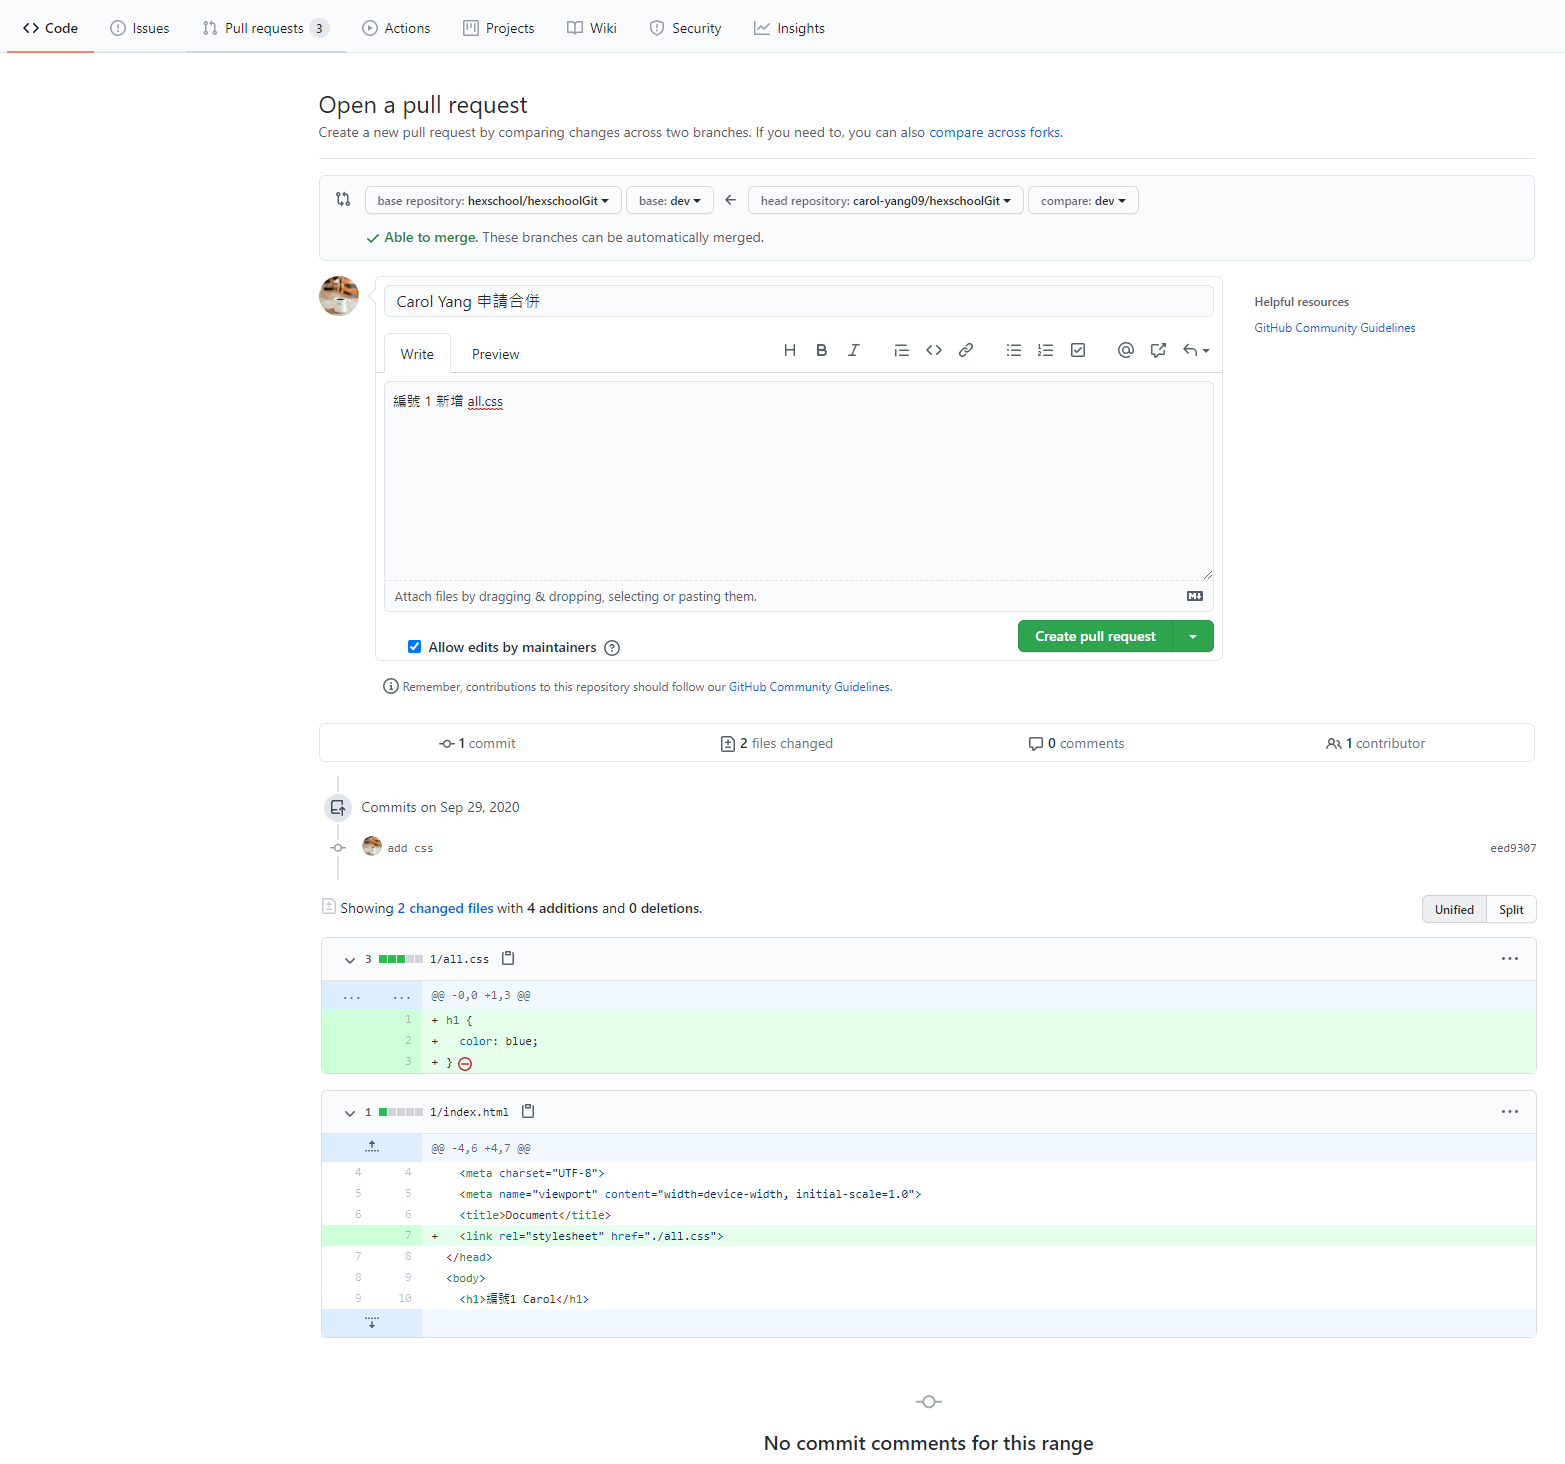 Code Issues Pull requests 3 Actions Projects Wiki Security Insights
Open a pull request
Create a new pull request by comparing changes across two branches. If you need to, you can also compare across forks.
base repository: hexschool/hexschoolGit base: dev ← head repository: carol-yang09/hexschoolGit compare: dev
Able to merge. These branches can be automatically merged.
Carol Yang 申請合併
Helpful resources
GitHub Community Guidelines
Write Preview
編號 1 新增 all.css
Attach files by dragging & dropping, selecting or pasting them.
Allow edits by maintainers
Create pull request
Remember, contributions to this repository should follow our GitHub Community Guidelines.
1 commit 2 files changed 0 comments 1 contributor
Commits on Sep 29, 2020
add css eed9307
Showing 2 changed files with 4 additions and 0 deletions.
Unified Split
3 1/all.css
... ... @@ -0,0 +1,3 @@
1 + h1 {
2 + color: blue;
3 + }
1 1/index.html
@@ -4,6 +4,7 @@
4 4 <meta charset="UTF-8">
5 5 <meta name="viewport" content="width=device-width, initial-scale=1.0">
6 6 <title>Document</title>
7 + <link rel="stylesheet" href="./all.css">
7 8 </head>
8 9 <body>
9 10 <h1>編號1 Carol</h1>
No commit comments for this range